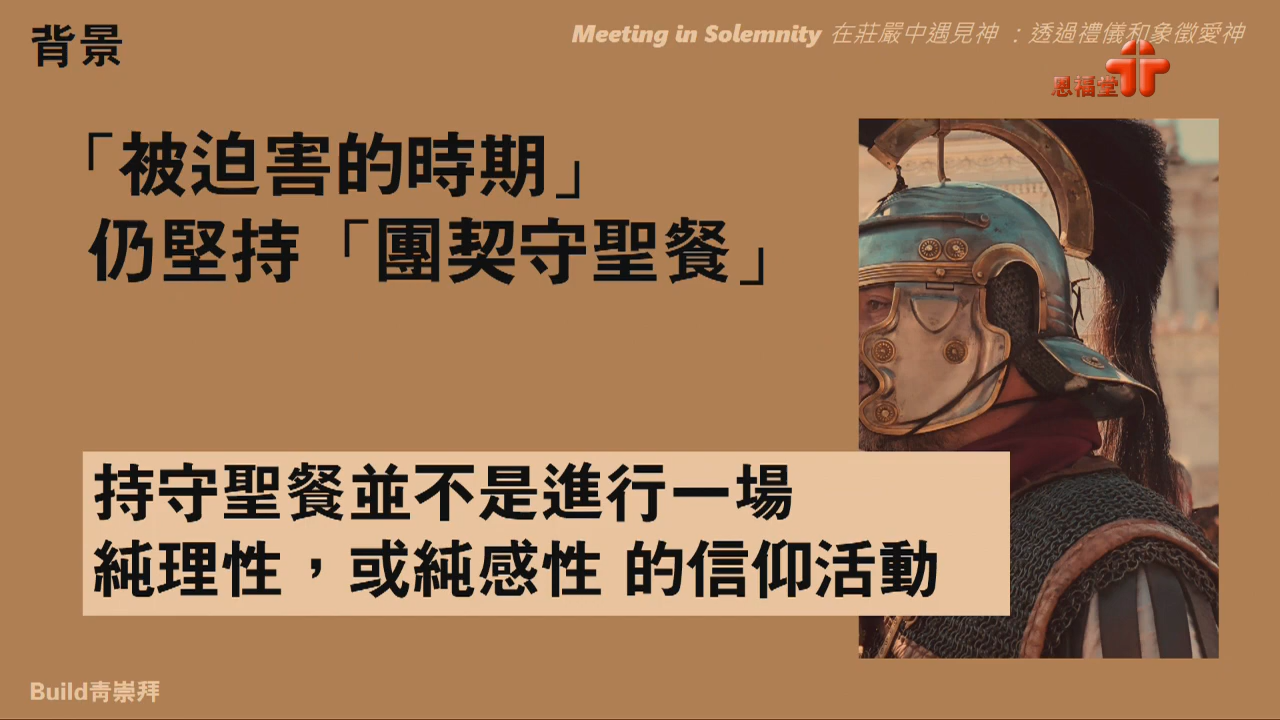 背景
Meeting in Solemnity 在莊嚴中遇見神 ：透過禮儀和象徵愛神
恩福堂
「被迫害的時期」
仍堅持「團契守聖餐」
持守聖餐並不是進行一場
純理性，或純感性 的信仰活動
Build青崇拜